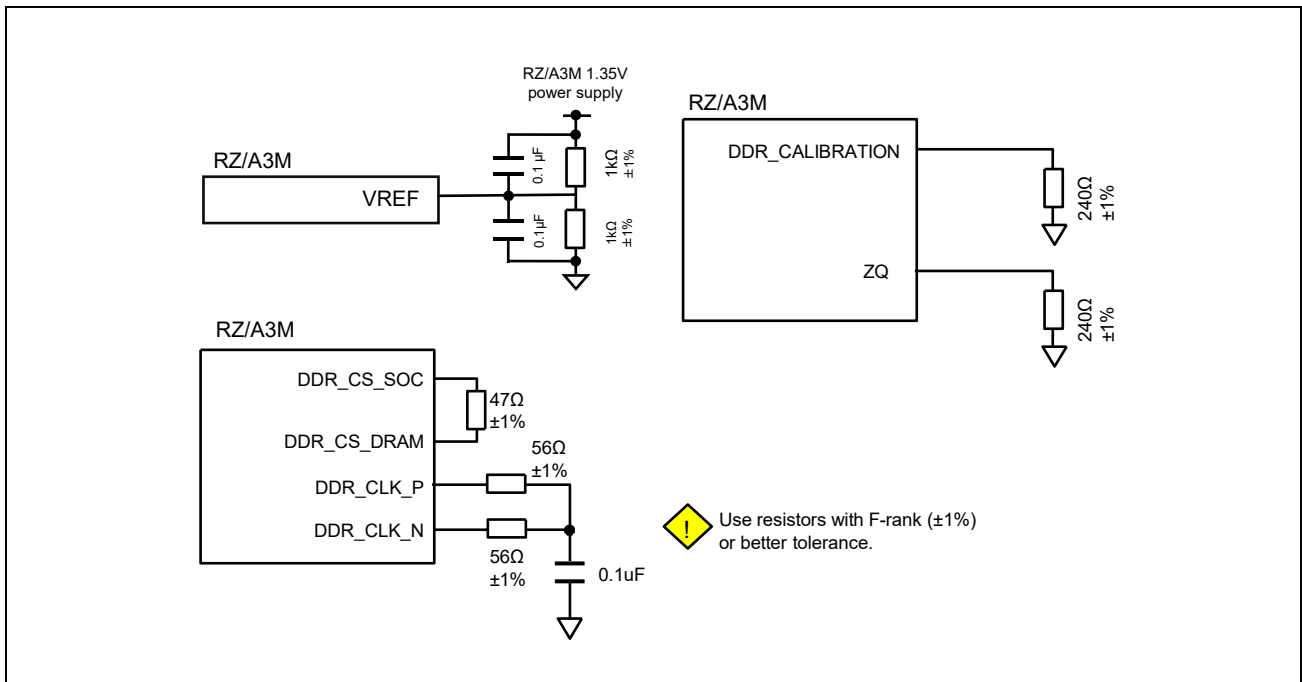 RZ/A3M 1.35V
power supply
RZ/A3M
VREF
0.1 µF
1kΩ
±1%
0.1µF
1kΩ
±1%
RZ/A3M
DDR_CALIBRATION
240Ω
±1%
ZQ
240Ω
±1%
RZ/A3M
DDR_CS_SOC
47Ω
±1%
DDR_CS_DRAM
56Ω
±1%
DDR_CLK_P
DDR_CLK_N
56Ω
±1%
0.1uF
!
Use resistors with F-rank (±1%)
or better tolerance.